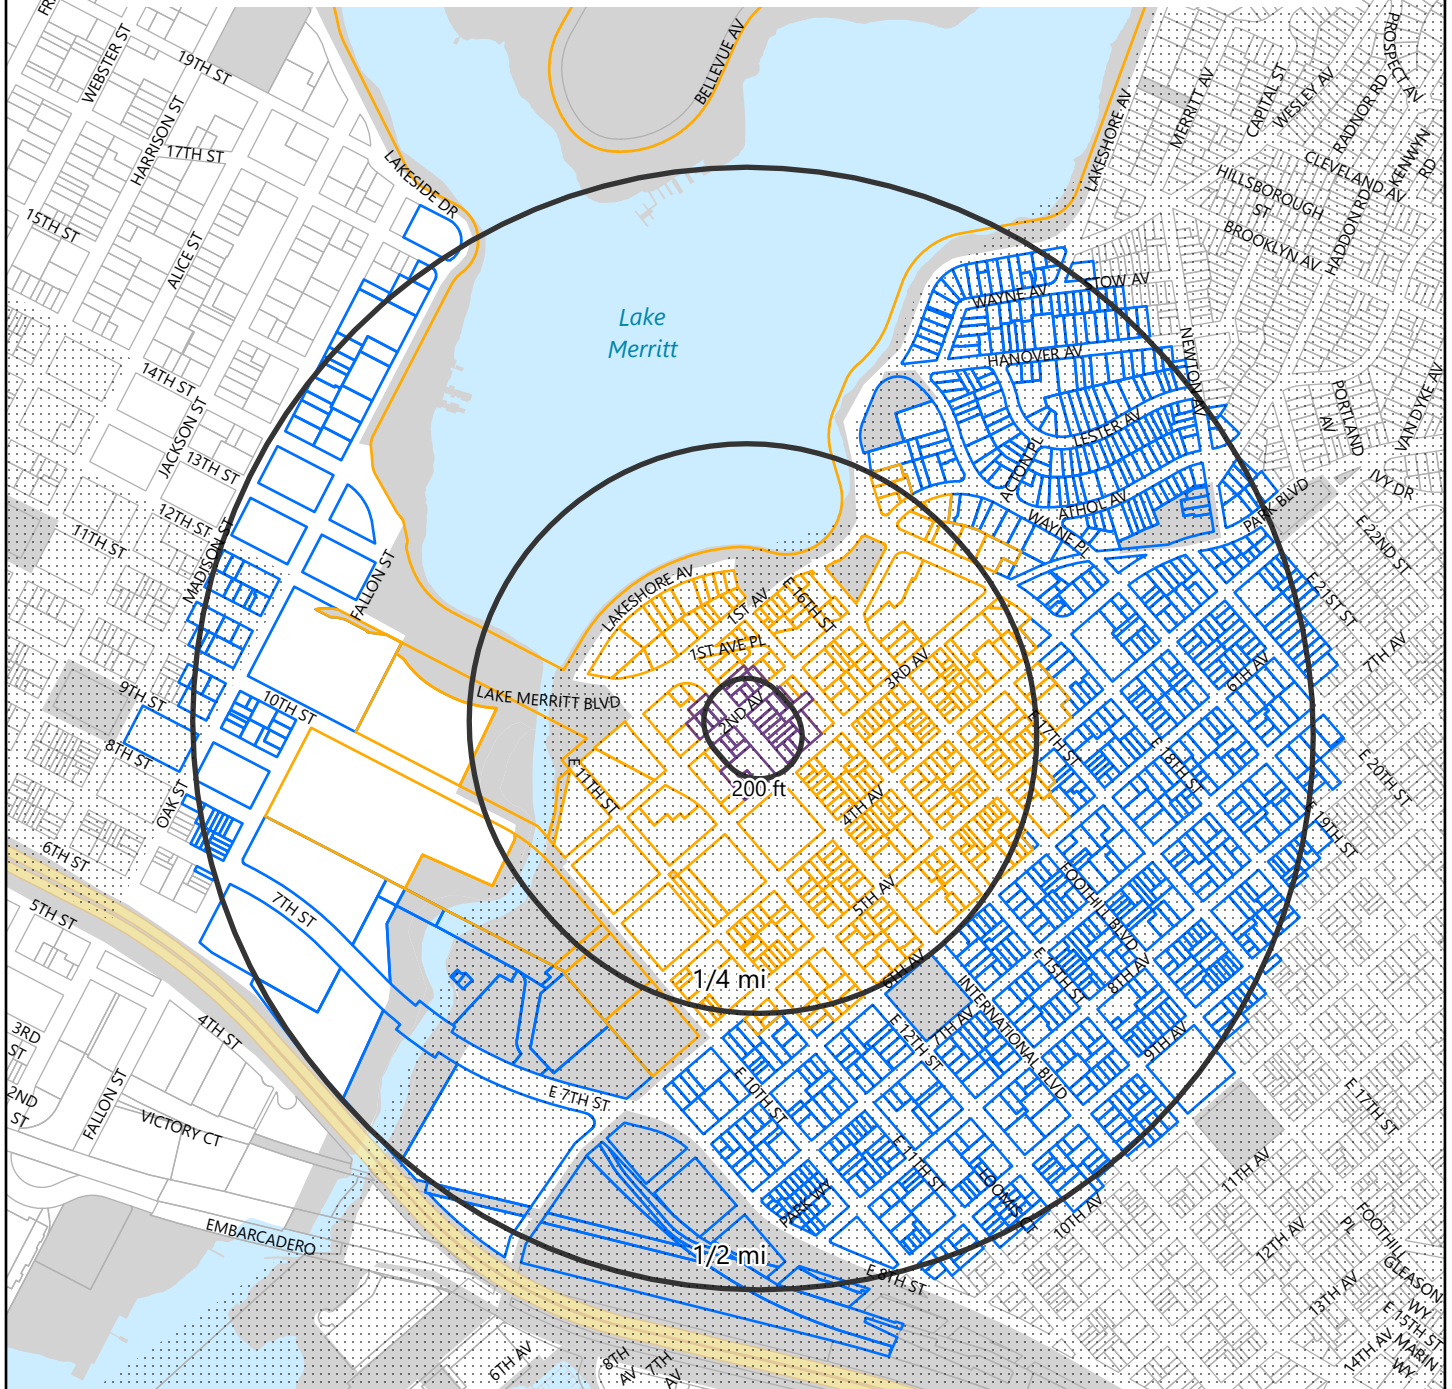 FR
WEBSTER ST
19TH ST
HARRISON ST
17TH ST
15TH ST
ALICE ST
LAKESIDE DR
BELLEVUE AV
LAKESHORE AV
MERRITT AV
CAPITAL ST
WESLEY AV
PROSPECT AV
RADNOR RD
CLEVELAND AV
KENWYN
RD
HILLSBOROUGH
ST
BROOKLYN AV
HADDON RD
STOW AV
WAYNE AV
HANOVER AV
NEWTON AV
Lake
Merritt
14TH ST
JACKSON ST
13TH ST
12TH ST
11TH ST
MADISON ST
FALLON ST
LESTER AV
ACTON PL
ATHOL AV
WAYNE PL
PORTLAND
AV
VAN DYKE AV
IVY DR
PARK BLVD
E 22ND ST
E 21ST ST
7TH AV
LAKESHORE AV
1ST AV
E 16TH ST
1ST AVE PL
3RD AV
6TH AV
LAKE MERRITT BLVD
2ND AV
200 ft
9TH ST
10TH ST
8TH ST
OAK ST
6TH ST
5TH ST
7TH ST
E 11TH ST
E 17TH ST
E 18TH ST
E 20TH ST
E 19TH ST
4TH AV
5TH AV
FOOTHILL BLVD
1/4 mi
6TH AV
E 15TH ST
8TH AV
INTERNATIONAL BLVD
7TH AV
E 12TH ST
9TH AV
3RD
ST
4TH ST
2ND
ST
FALLON ST
VICTORY CT
EMBARCADERO
E 7TH ST
E 10TH ST
E 11TH ST
PARK WY
10TH AV
E 17TH ST
11TH AV
12TH AV
FOOTHILL
PL
13TH AV
GLEASON
WY
E 15TH ST
MARIN
WY
14TH AV
1/2 mi
E 8TH ST
6TH AV
8TH
AV
7TH
AV